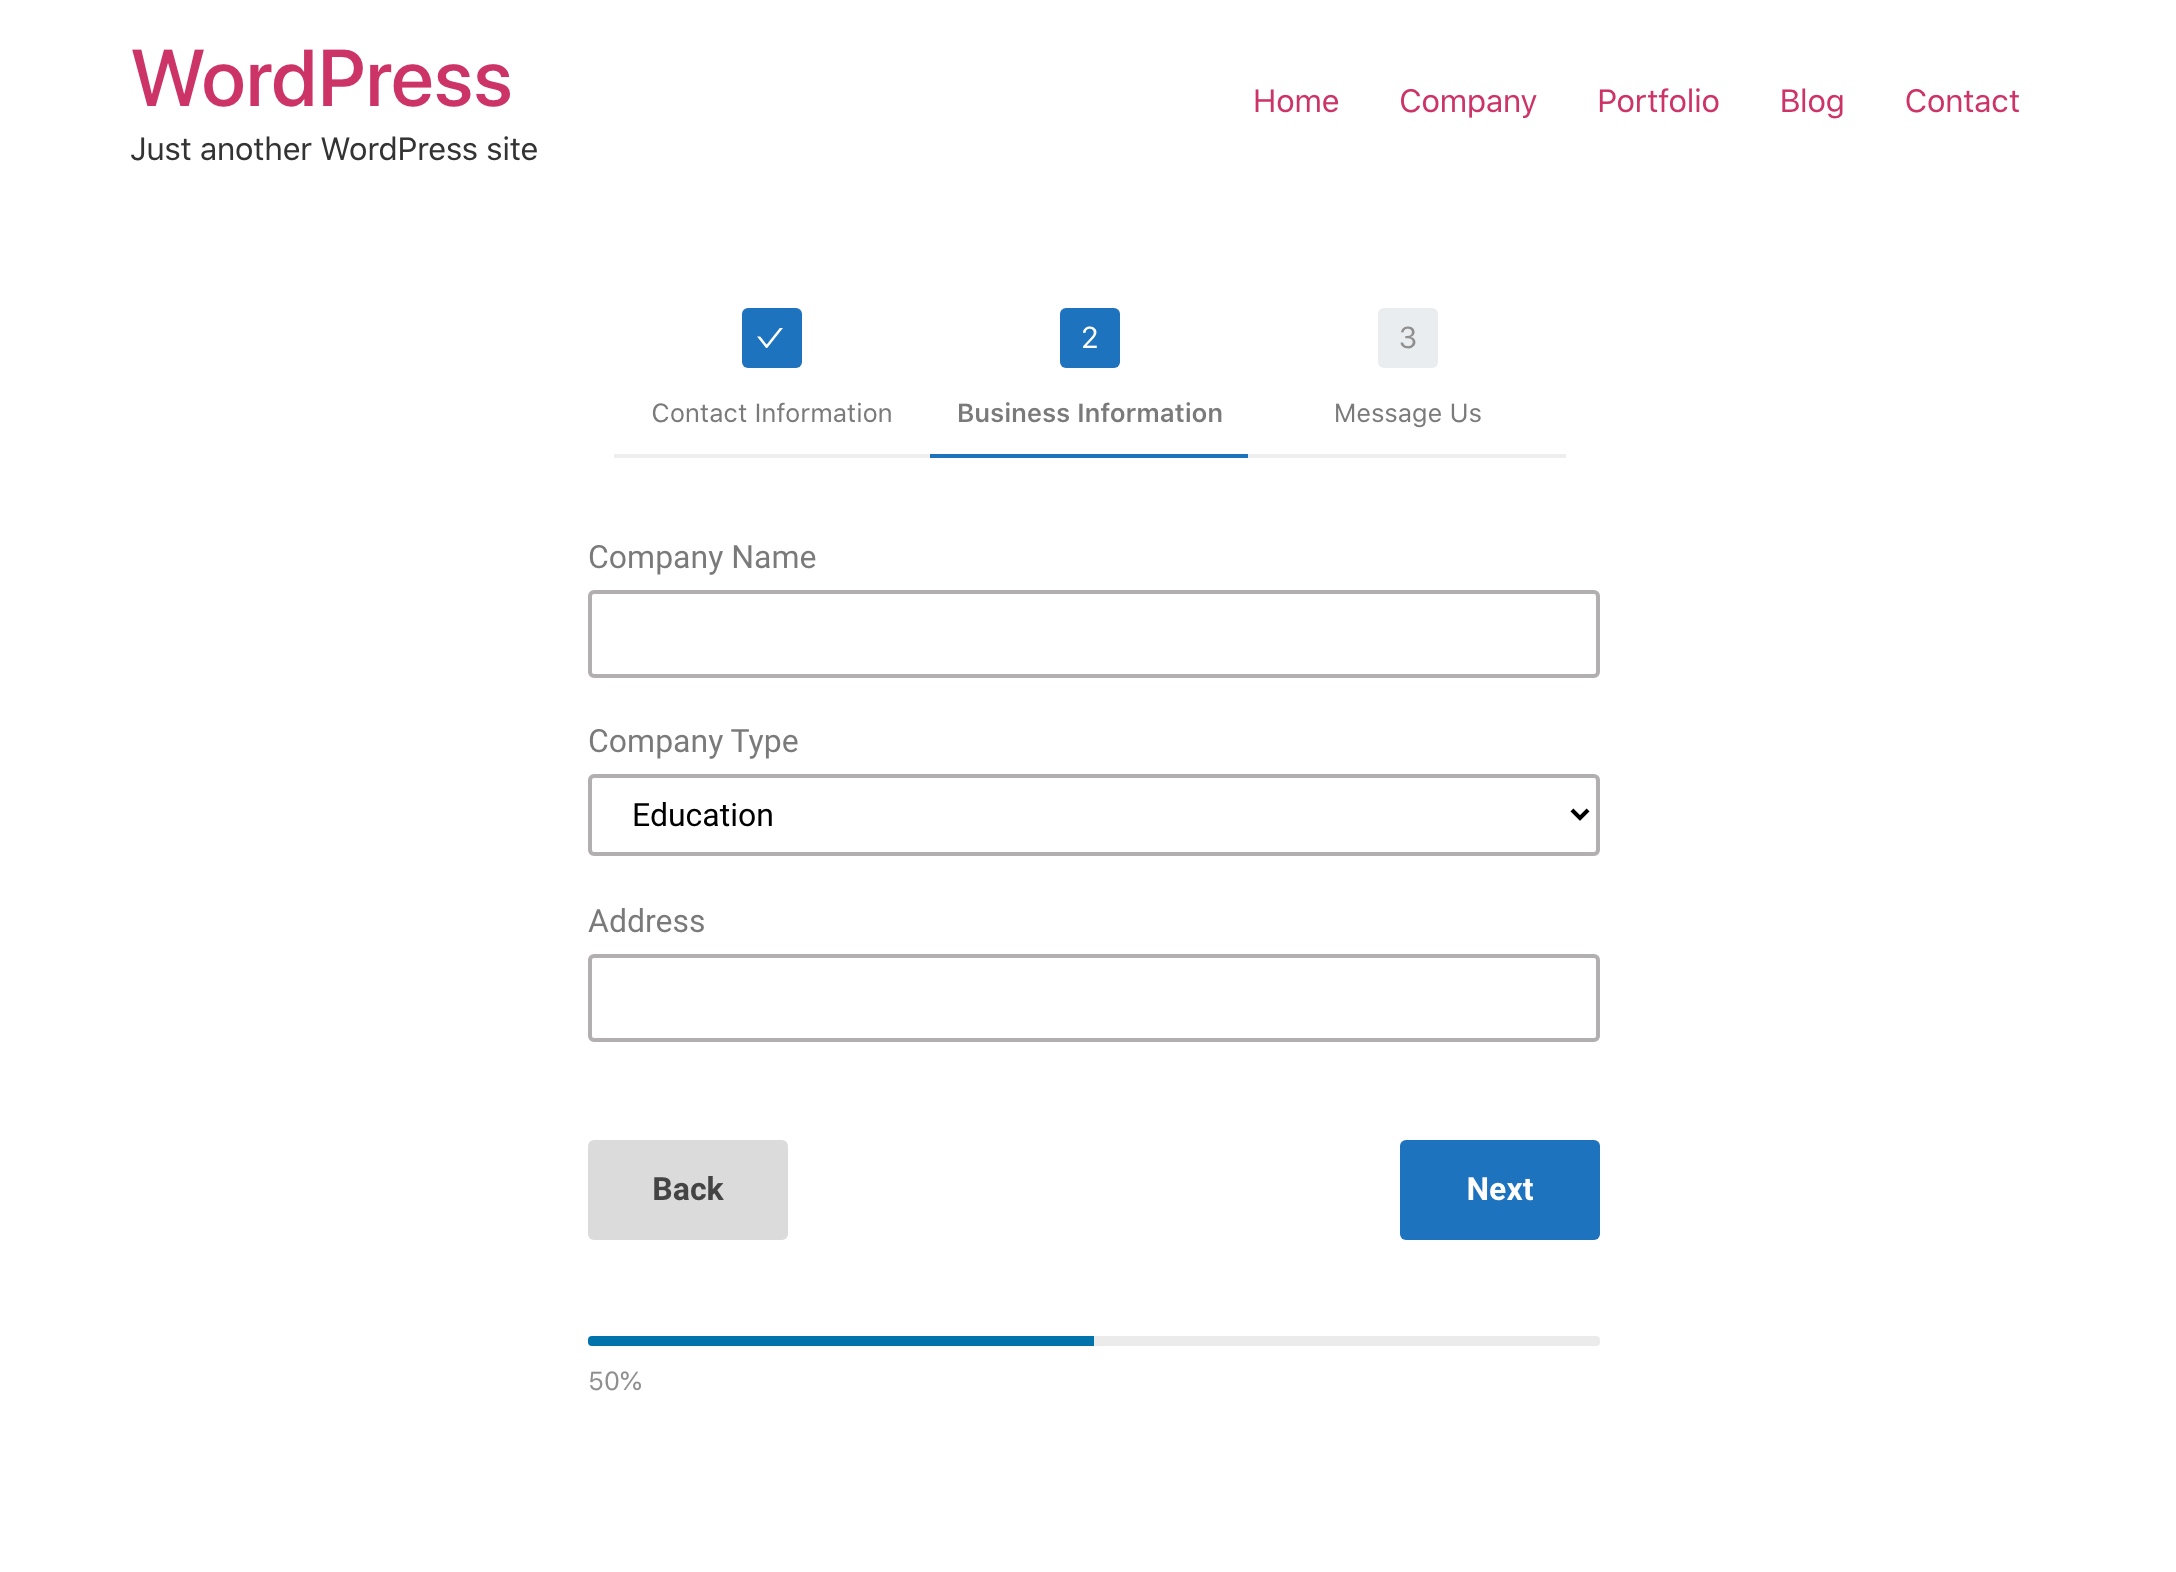 WordPress
Just another WordPress site
Home Company Portfolio Blog Contact
2 3
Contact Information Business Information Message Us
Company Name
Company Type
Education
Address
Back Next
50%